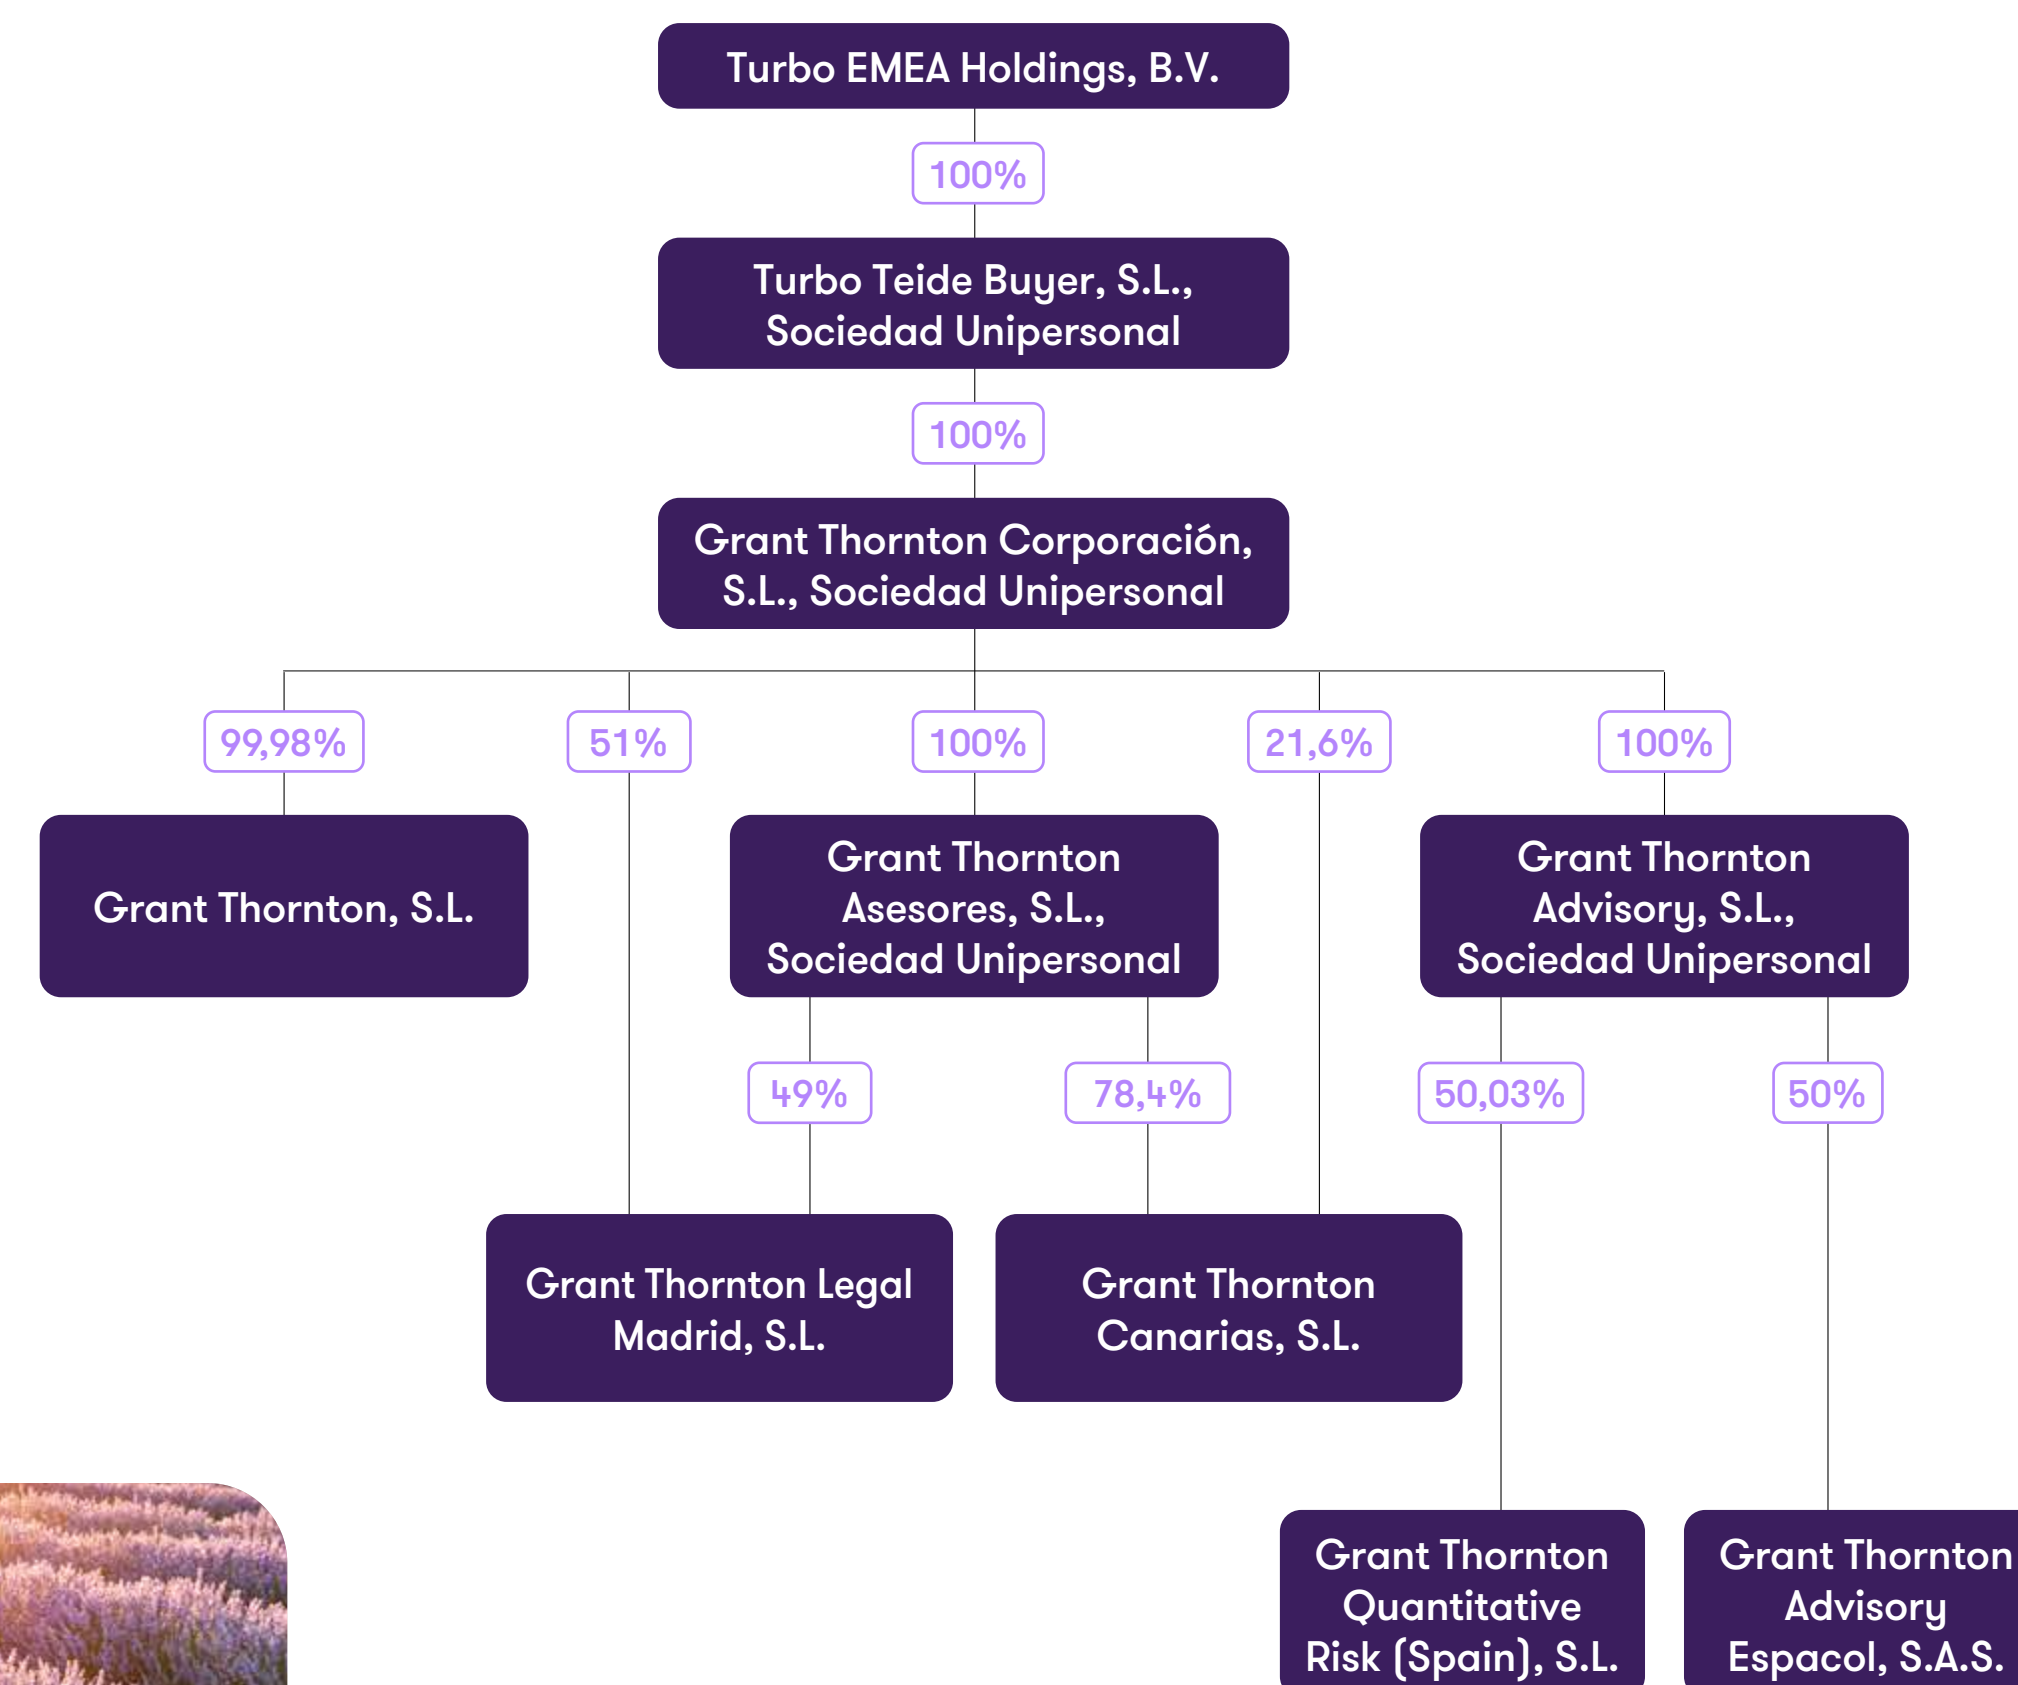 Turbo EMEA Holdings, B.V.
100%
Turbo Teide Buyer, S.L.,
Sociedad Unipersonal
100%
Grant Thornton Corporación,
S.L., Sociedad Unipersonal
99,98%
51%
100%
21,6%
100%
Grant Thornton, S.L.
Grant Thornton
Asesores, S.L.,
Sociedad Unipersonal
Grant Thornton
Advisory, S.L.,
Sociedad Unipersonal
49%
78,4%
50,03%
50%
Grant Thornton Legal
Madrid, S.L.
Grant Thornton
Canarias, S.L.
Grant Thornton
Quantitative
Risk (Spain), S.L.
Grant Thornton
Advisory
Espacol, S.A.S.